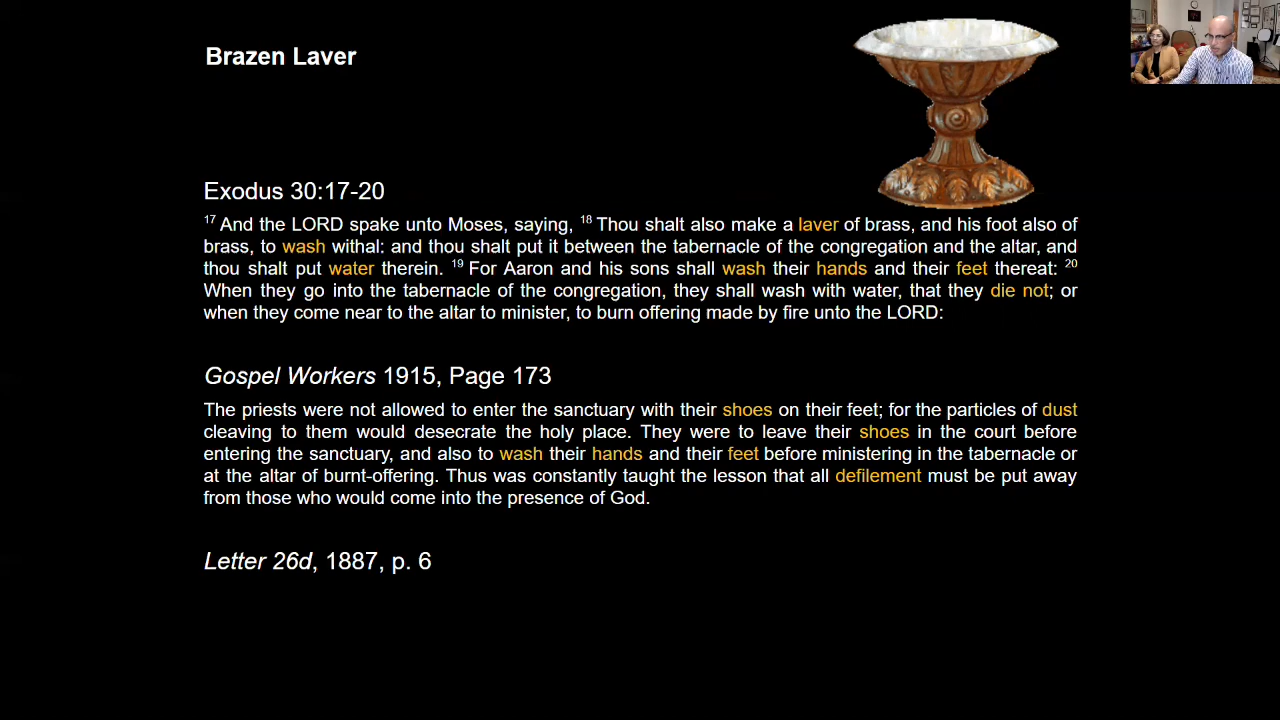 Brazen Laver
Exodus 30:17-20
17 And the LORD spake unto Moses, saying, 18 Thou shalt also make a laver of brass, and his foot also of
brass, to wash withal: and thou shalt put it between the tabernacle of the congregation and the altar, and
thou shalt put water therein. 19 For Aaron and his sons shall wash their hands and their feet thereat: 20
When they go into the tabernacle of the congregation, they shall wash with water, that they die not; or
when they come near to the altar to minister, to burn offering made by fire unto the LORD:
Gospel Workers 1915, Page 173
The priests were not allowed to enter the sanctuary with their shoes on their feet; for the particles of dust
cleaving to them would desecrate the holy place. They were to leave their shoes in the court before
entering the sanctuary, and also to wash their hands and their feet before ministering in the tabernacle or
at the altar of burnt-offering. Thus was constantly taught the lesson that all defilement must be put away
from those who would come into the presence of God.
Letter 26d, 1887, p. 6